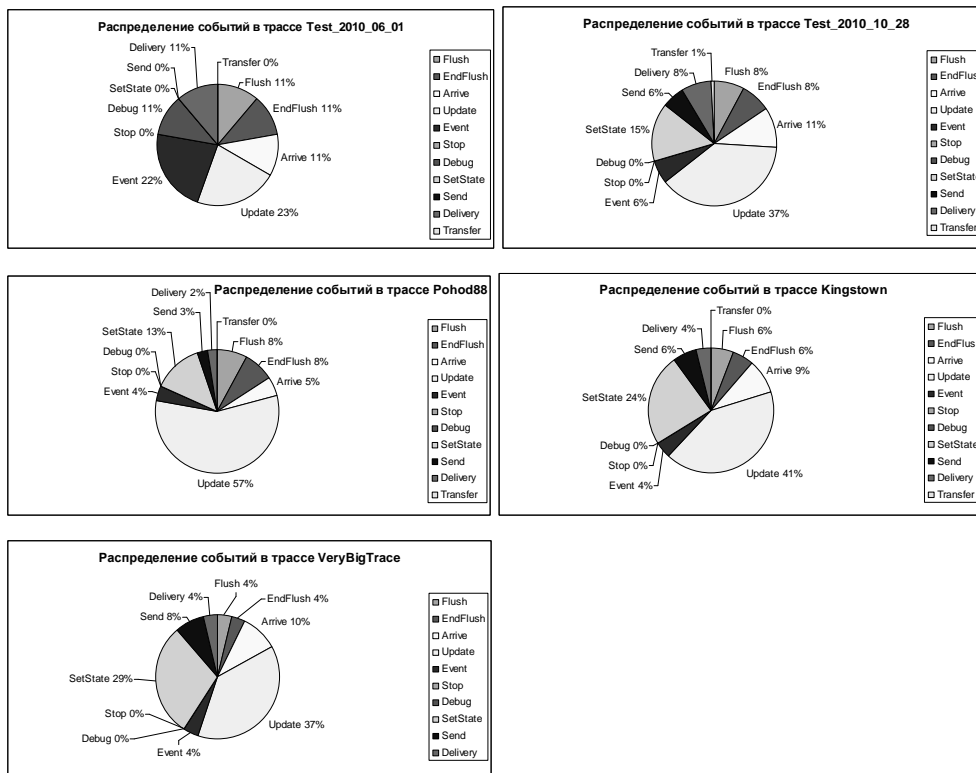 Распределение событий в трассе Test_2010_06_01
Delivery 11%
Transfer 0%
Send 0%
Flush 11%
SetState 0%
EndFlush 11%
Debug 11%
Stop 0%
Arrive 11%
Event 22%
Update 23%
Flush
EndFlush
Arrive
Update
Event
Stop
Debug
SetState
Send
Delivery
Transfer
Распределение событий в трассе Test_2010_10_28
Transfer 1%
Delivery 8%
Flush 8%
Send 6%
EndFlush 8%
SetState 15%
Arrive 11%
Debug 0%
Stop 0%
Event 6%
Update 37%
Flush
EndFlus
Arrive
Update
Event
Stop
Debug
SetState
Send
Delivery
Transfer
Распределение событий в трассе Pohod88
Delivery 2%
Transfer 0%
Send 3%
Flush 8%
SetState 13%
EndFlush 8%
Debug 0%
Stop 0%
Arrive 5%
Event 4%
Update 57%
Flush
EndFlush
Arrive
Update
Event
Stop
Debug
SetState
Send
Delivery
Transfer
Распределение событий в трассе Kingstown
Transfer 0%
Delivery 4%
Flush 6%
Send 6%
EndFlush 6%
Arrive 9%
SetState 24%
Debug 0%
Stop 0%
Event 4%
Update 41%
Flush
EndFlus
Arrive
Update
Event
Stop
Debug
SetState
Send
Delivery
Transfer
Распределение событий в трассе VeryBigTrace
Flush 4%
Delivery 4%
EndFlush 4%
Send 8%
Arrive 10%
SetState 29%
Stop 0%
Update 37%
Debug 0%
Event 4%
Flush
EndFlush
Arrive
Update
Event
Stop
Debug
SetState
Send
Delivery